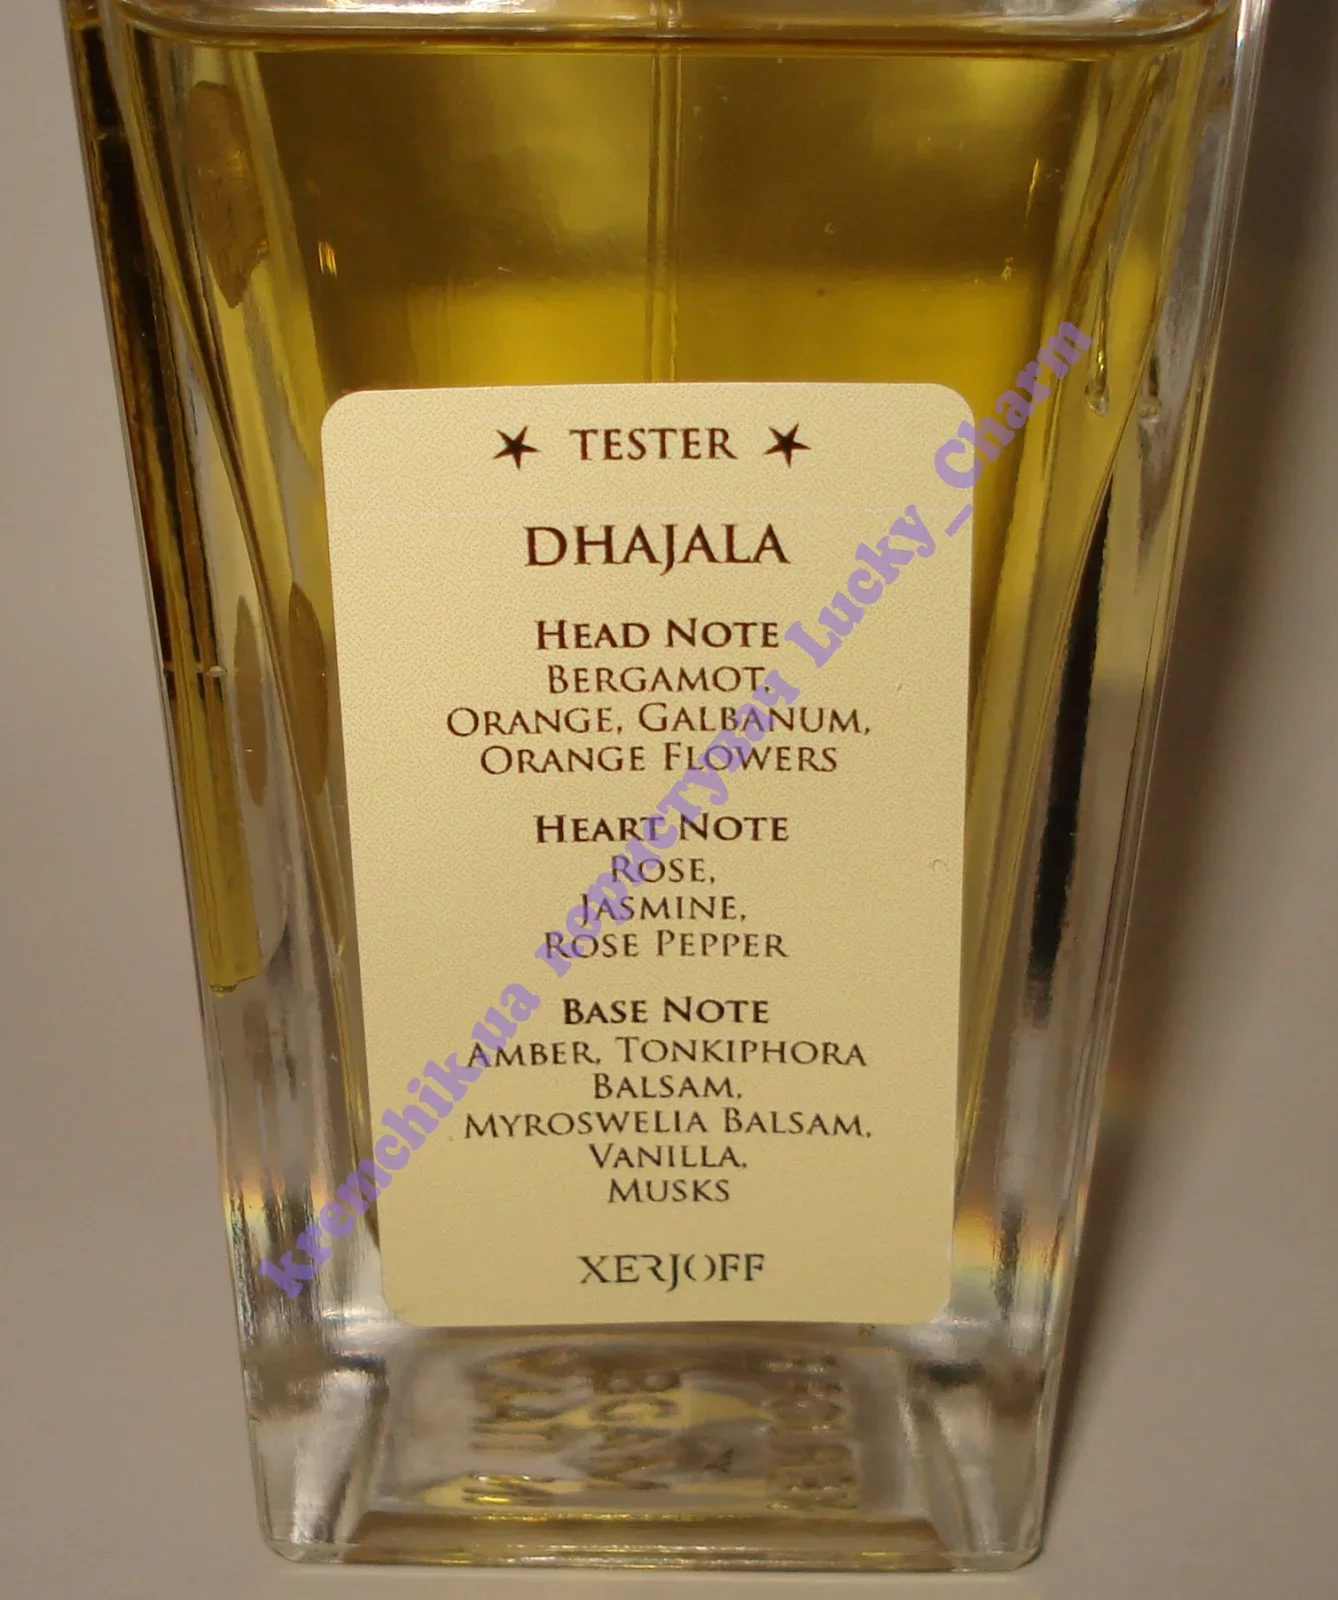 TESTER
DHAJALA
HEAD NOTE
BERGAMOT,
ORANGE, GALBANUM,
ORANGE FLOWERS
HEART NOTE
ROSE,
JASMINE,
ROSE PEPPER
BASE NOTE
AMBER, TONKIPHORA
BALSAM,
MYROSWELIA BALSAM,
VANILLA,
MUSKS
XERJOFF
kremchik.ua користувач Lucky_Charm